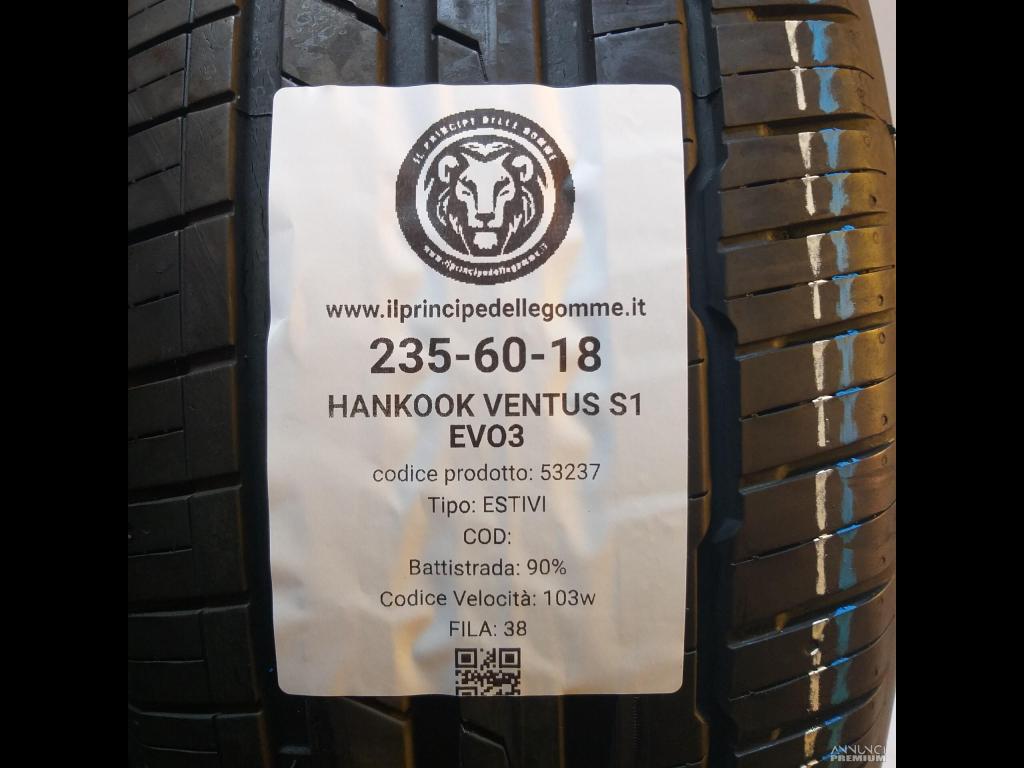 IL PRINCIPE DELLE GOMME
www.ilprincipedellegomme.it
www.ilprincipedellegomme.it
235-60-18
HANKOOK VENTUS S1
EVO3
codice prodotto: 53237
Tipo: ESTIVI
COD:
Battistrada: 90%
Codice Velocità: 103w
FILA: 38
ANNUNCI
PREMIUM